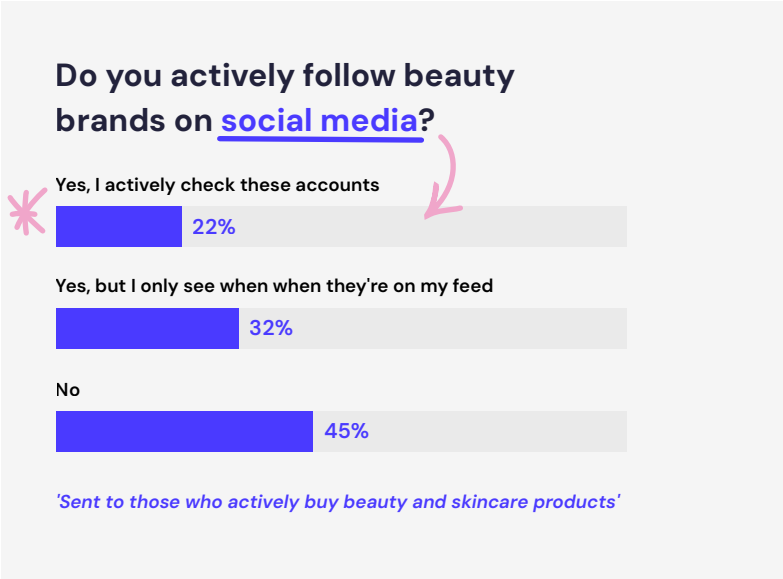 Do you actively follow beauty
brands on social media?
Yes, I actively check these accounts
22%
Yes, but I only see when when they're on my feed
32%
No
45%
'Sent to those who actively buy beauty and skincare products'